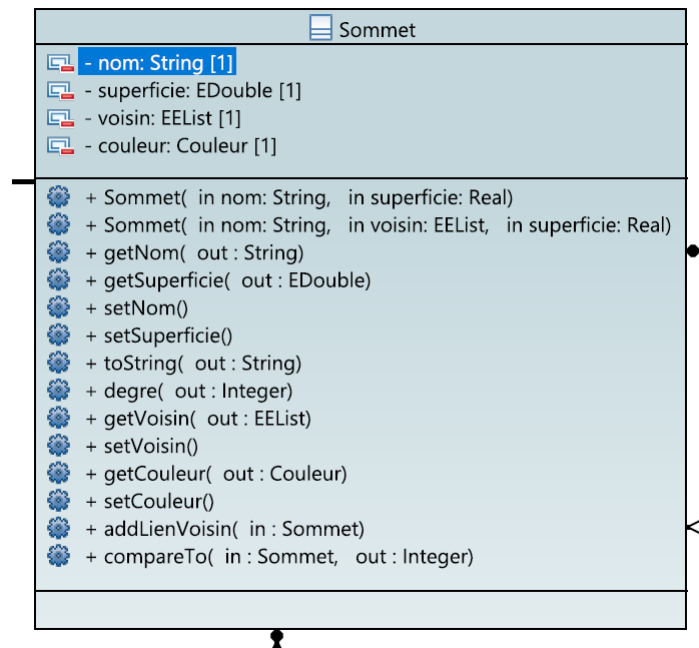 Sommet
- nom: String [1]
- superficie: EDouble [1]
- voisin: EEList [1]
- couleur: Couleur [1]
+ Sommet( in nom: String, in superficie: Real)
+ Sommet( in nom: String, in voisin: EEList, in superficie: Real)
+ getNom( out : String)
+ getSuperficie( out : EDouble)
+ setNom()
+ setSuperficie()
+ toString( out : String)
+ degre( out : Integer)
+ getVoisin( out : EEList)
+ setVoisin()
+ getCouleur( out : Couleur)
+ setCouleur()
+ addLienVoisin( in : Sommet)
+ compareTo( in : Sommet, out : Integer)